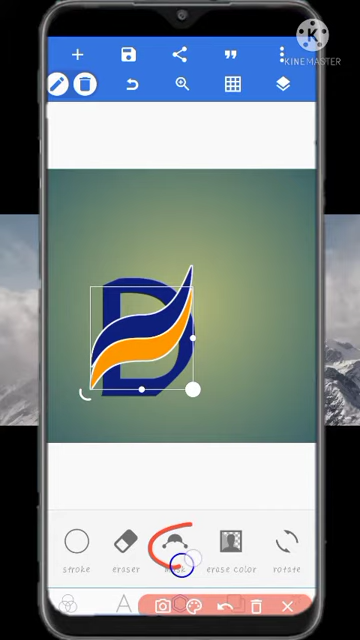 K
KINEMASTER
D
stroke
eraser
erase color
rotate
A